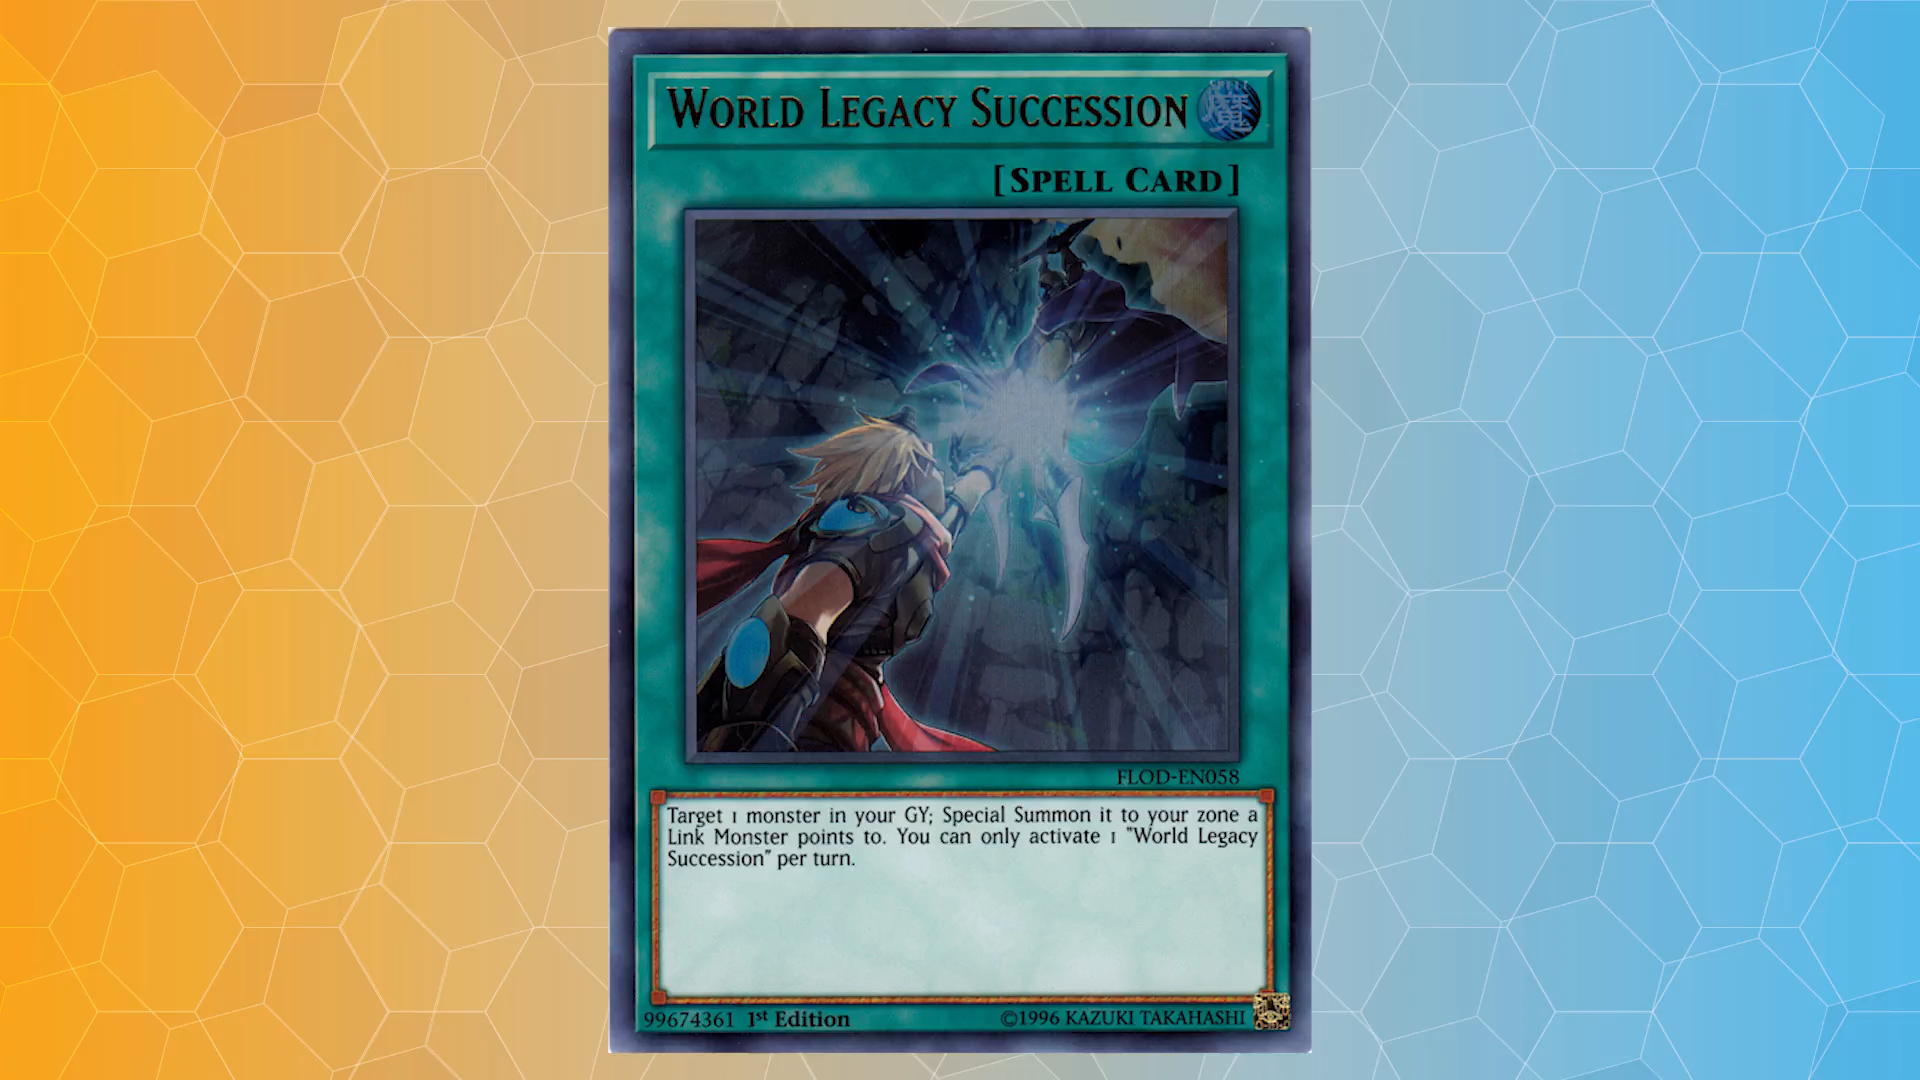 World Legacy Succession
魔
[Spell Card]
FLOD-EN058
Target 1 monster in your GY; Special Summon it to your zone a
Link Monster points to. You can only activate 1 "World Legacy
Succession" per turn.
99674361 1st Edition ©1996 KAZUKI TAKAHASHI